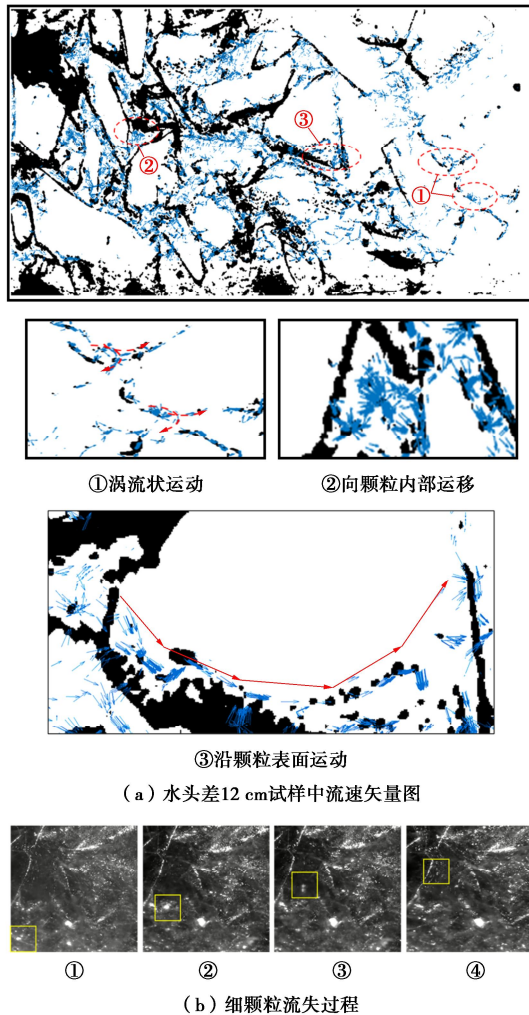 ③
②
①
①涡流状运动
②向颗粒内部运移
③沿颗粒表面运动
(a)水头差12 cm试样中流速矢量图
①
②
③
④
(b)细颗粒流失过程